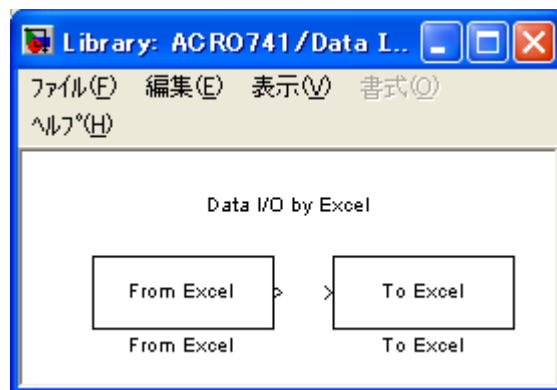 Library: ACRO741/Data I..
ファイル(F) 編集(E) 表示(V) 書式(O)
ヘルプ(H)
Data I/O by Excel
From Excel To Excel
From Excel To Excel